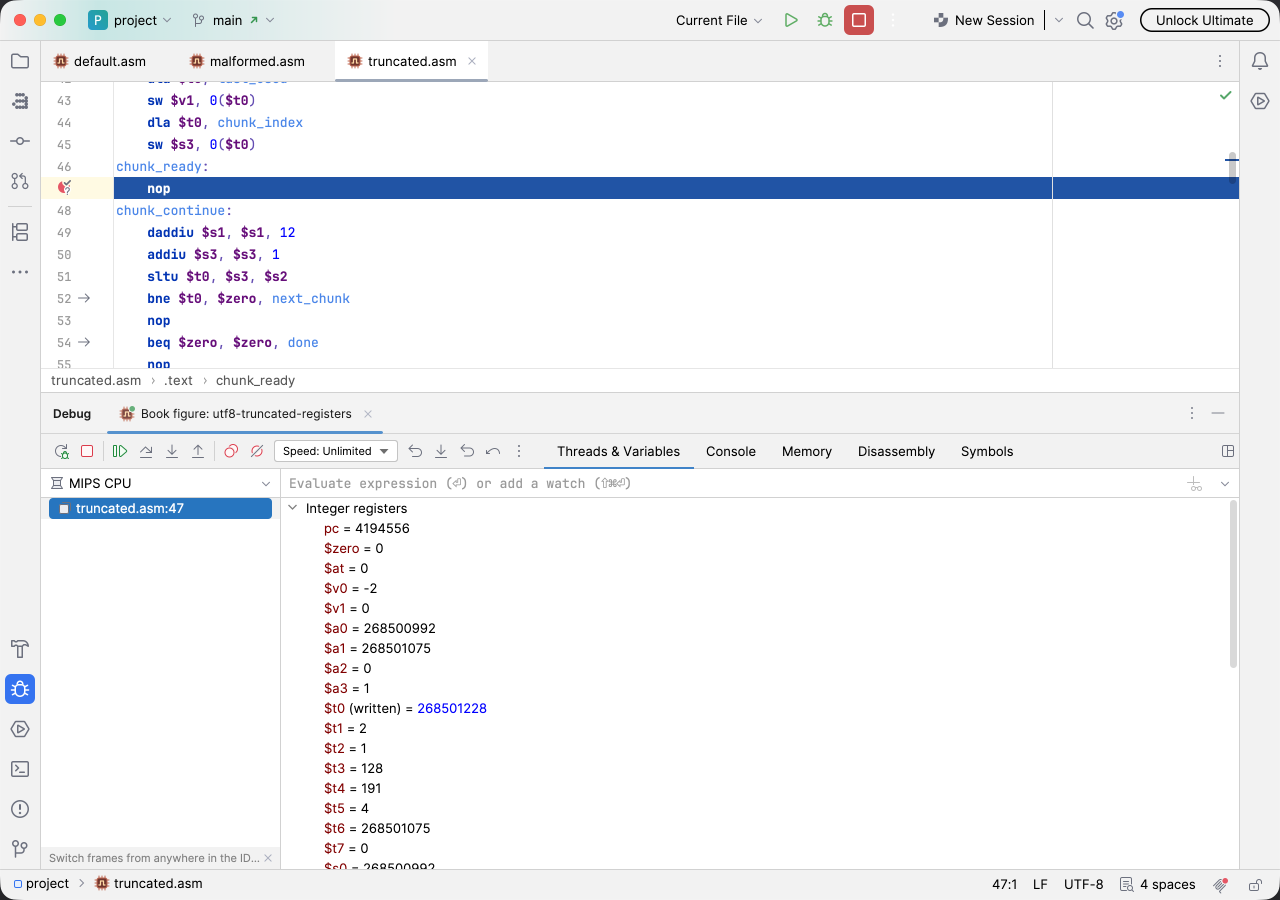 P project main Current File New Session Unlock Ultimate
default.asm malformed.asm truncated.asm
43 sw $v1, 0($t0)
44 dla $t0, chunk_index
45 sw $s3, 0($t0)
46 chunk_ready:
nop
48 chunk_continue:
49 daddiu $s1, $s1, 12
50 addiu $s3, $s3, 1
51 sltu $t0, $s3, $s2
52 bne $t0, $zero, next_chunk
53 nop
54 beq $zero, $zero, done
55 nop
truncated.asm › .text › chunk_ready
Debug Book figure: utf8-truncated-registers
Speed: Unlimited Threads & Variables Console Memory Disassembly Symbols
MIPS CPU Evaluate expression (⏎) or add a watch (⇧⌘⏎)
truncated.asm:47
Integer registers
pc = 4194556
$zero = 0
$at = 0
$v0 = -2
$v1 = 0
$a0 = 268500992
$a1 = 268501075
$a2 = 0
$a3 = 1
$t0 (written) = 268501228
$t1 = 2
$t2 = 1
$t3 = 128
$t4 = 191
$t5 = 4
$t6 = 268501075
$t7 = 0
$s0 = 268500992
Switch frames from anywhere in the ID...
project › truncated.asm 47:1 LF UTF-8 4 spaces